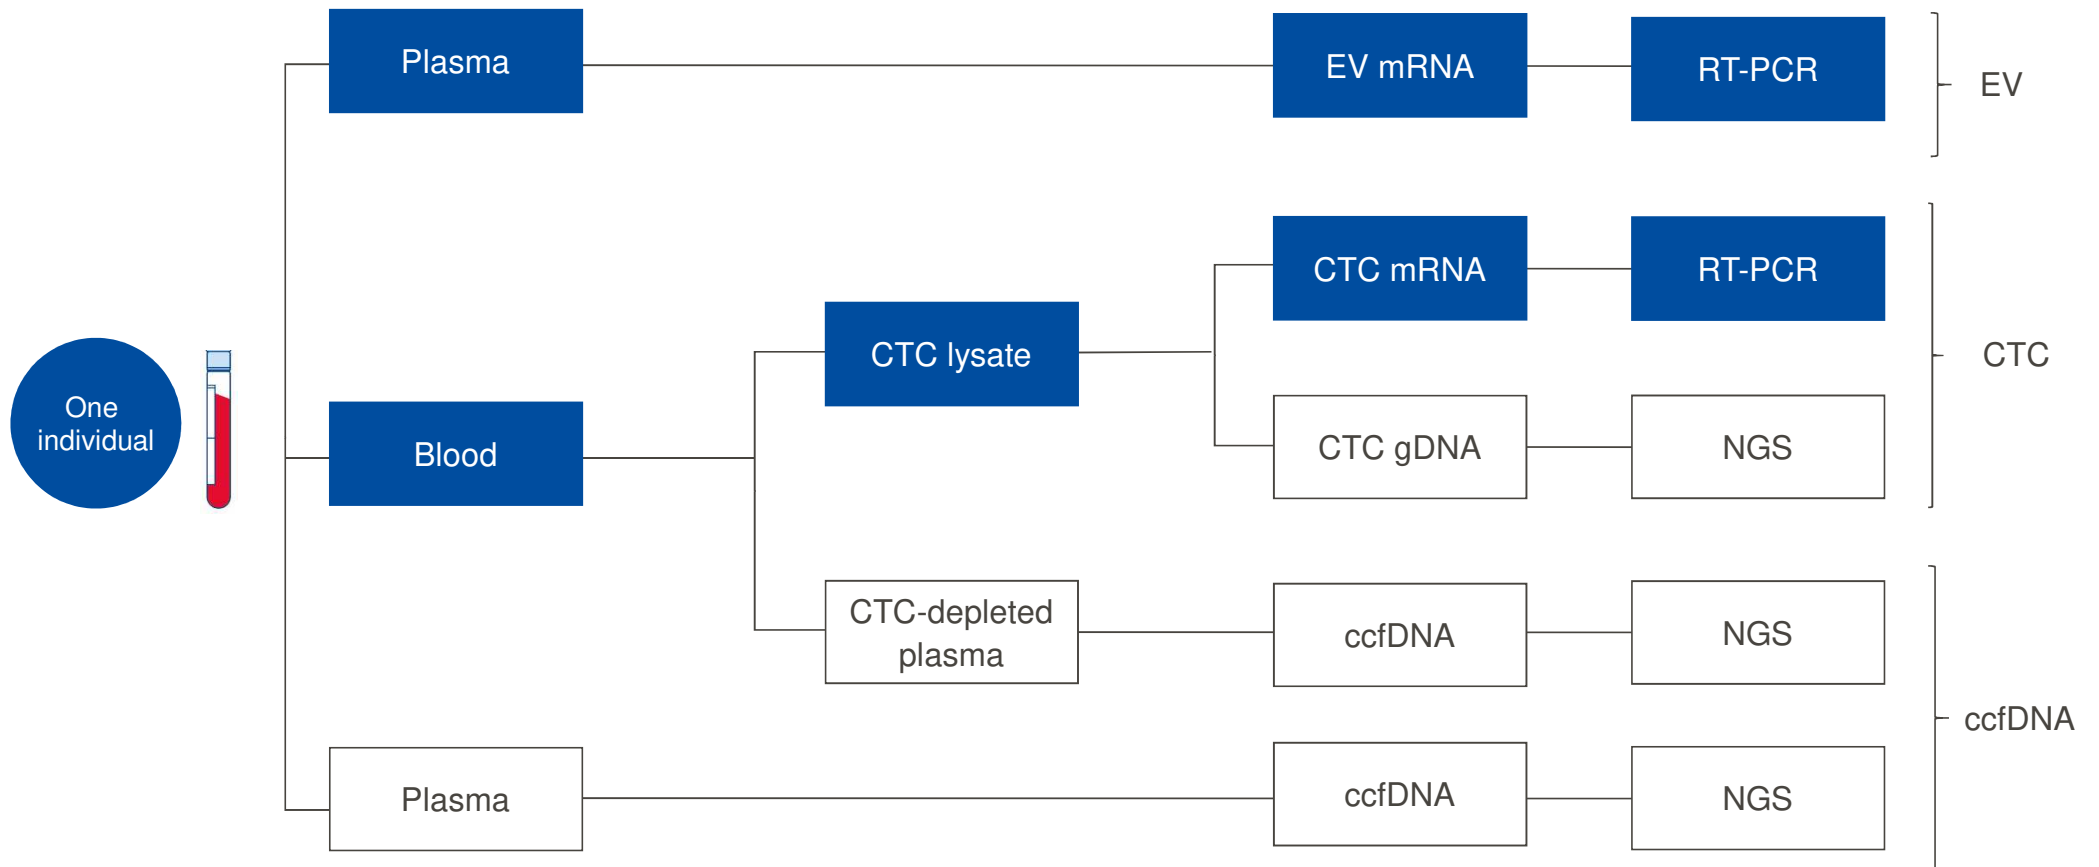 Plasma
EV mRNA
RT-PCR
EV
CTC mRNA
RT-PCR
CTC lysate
CTC
One
individual
Blood
CTC gDNA
NGS
CTC-depleted
plasma
ccfDNA
NGS
ccfDNA
Plasma
ccfDNA
NGS